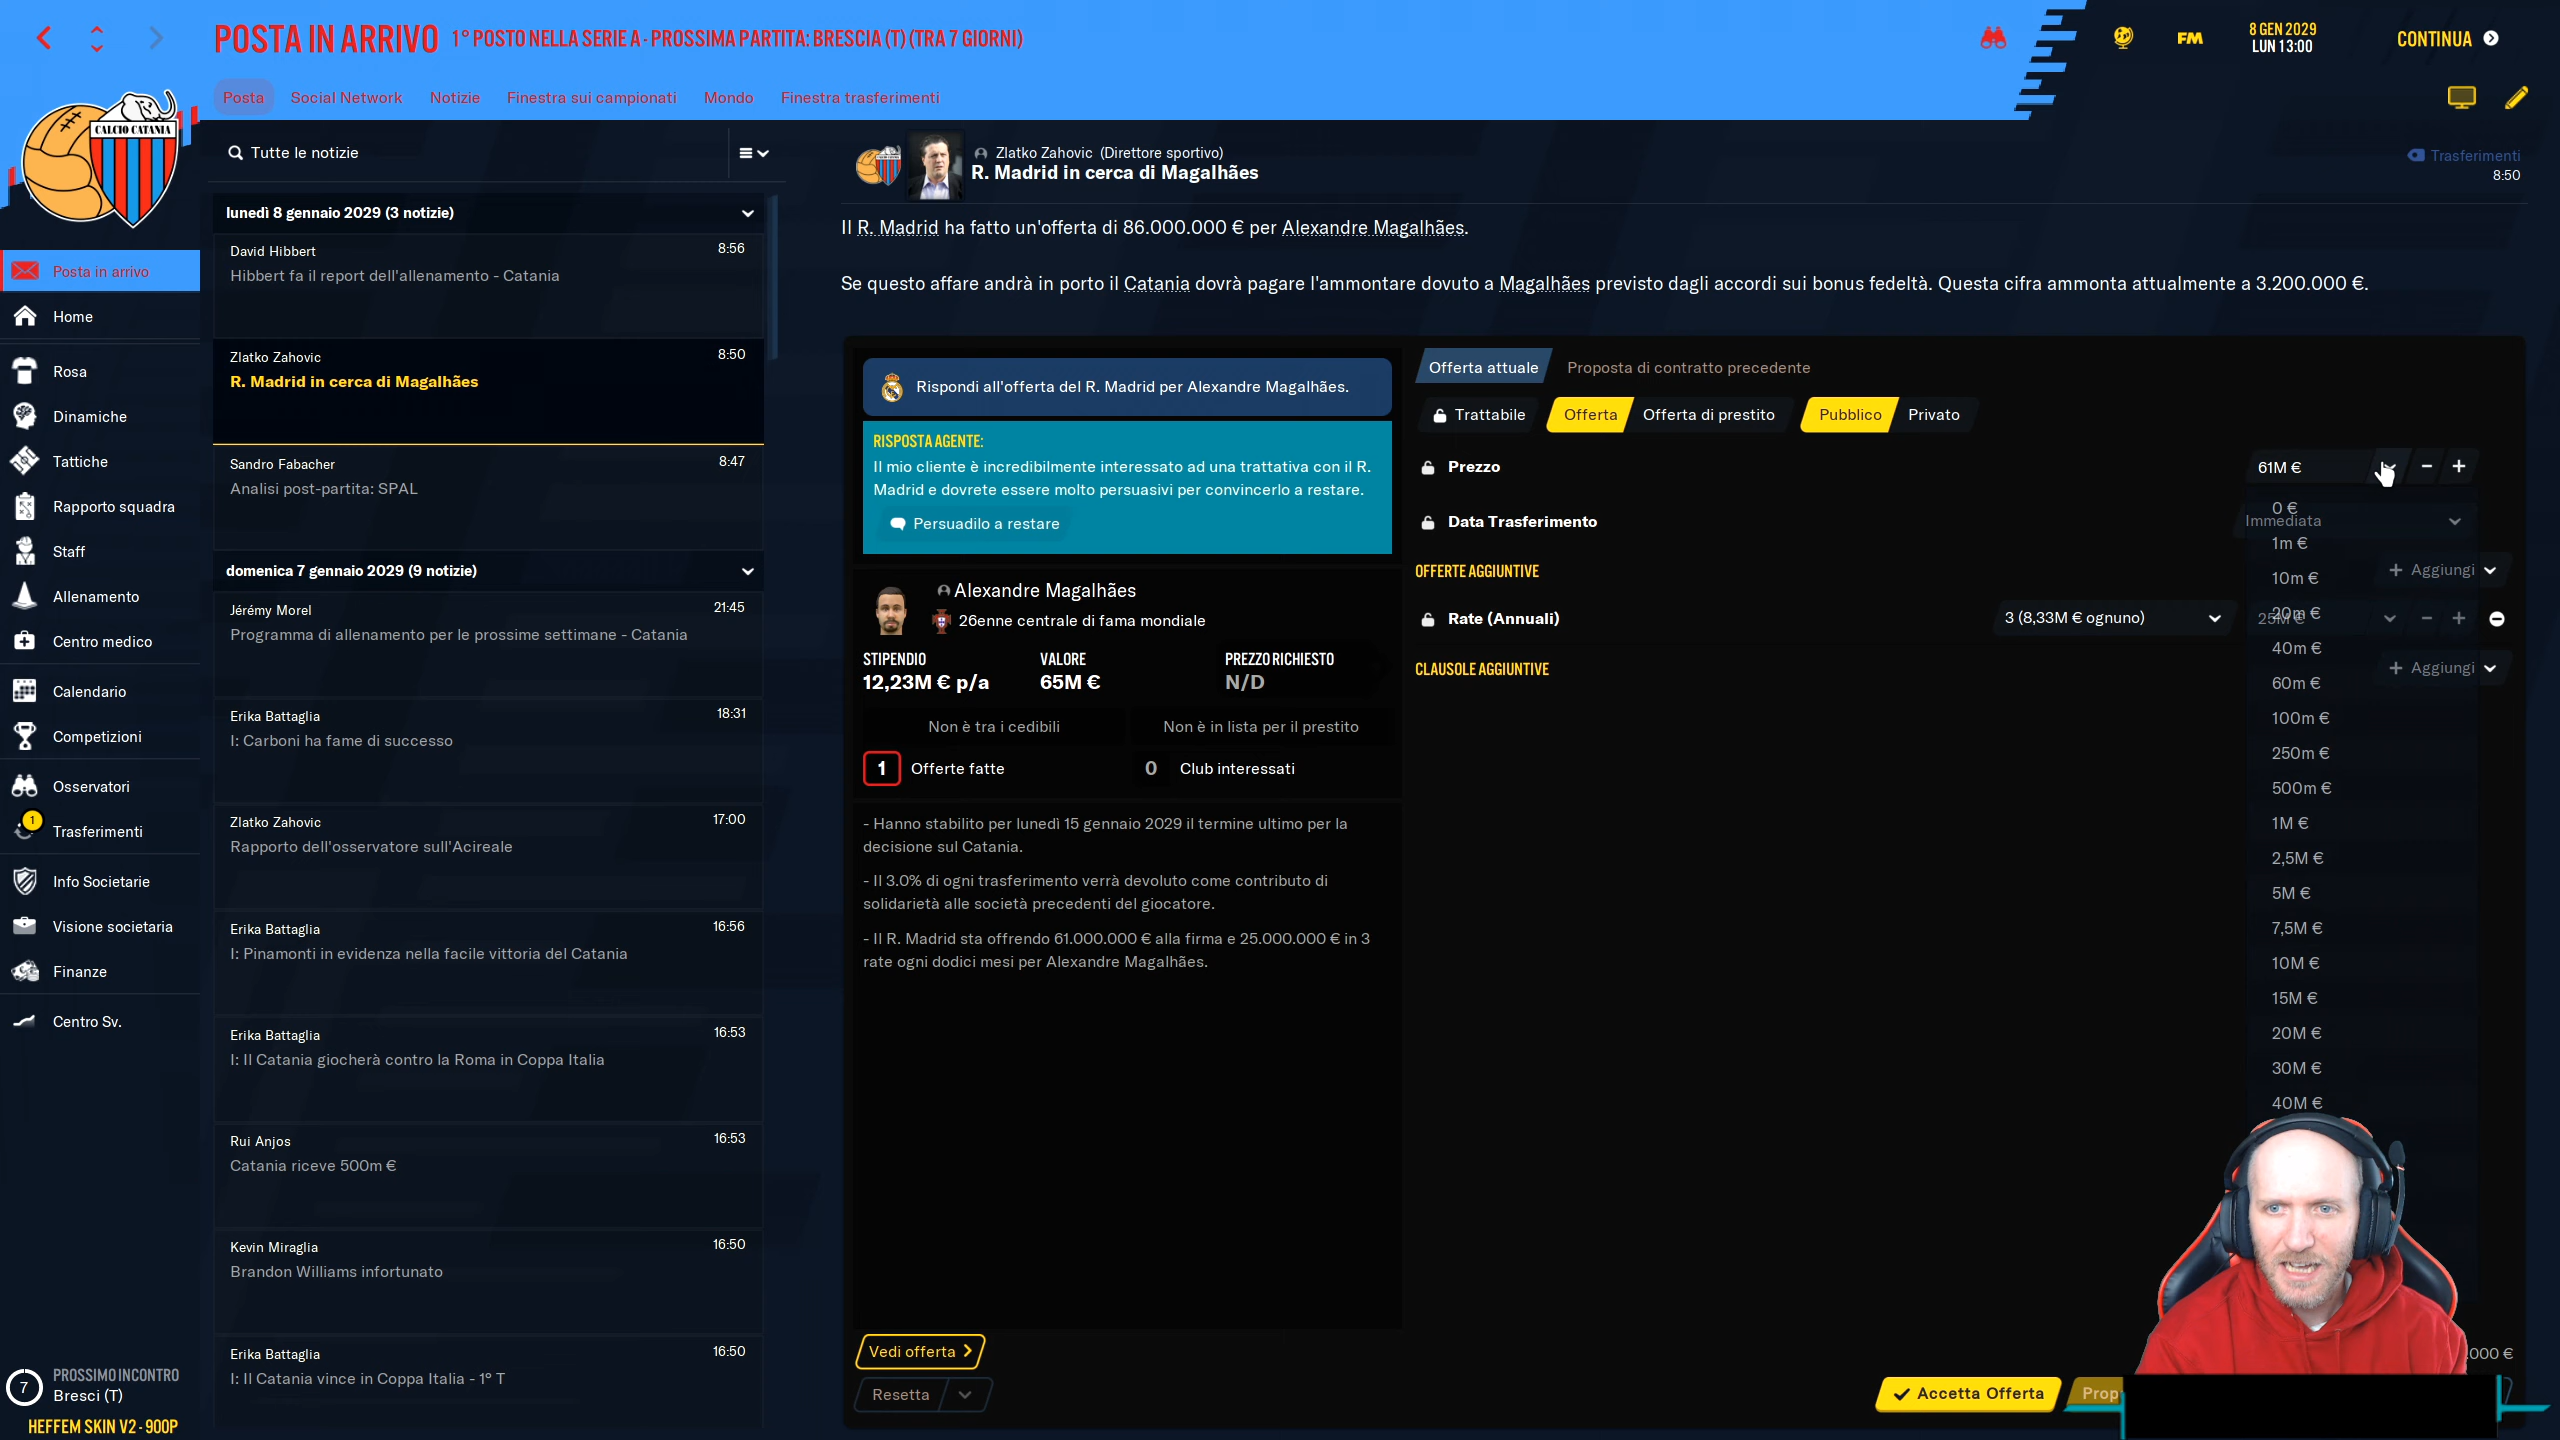 POSTA IN ARRIVO
1° POSTO NELLA SERIE A - PROSSIMA PARTITA: BRESCIA (T) (TRA 7 GIORNI)
FM
8 GEN 2029
LUN 13:00
CONTINUA
Posta
Social Network
Notizie
Finestra sui campionati
Mondo
Finestra trasferimenti
CALCIO CATANIA
Posta in arrivo
Home
Rosa
Dinamiche
Tattiche
Rapporto squadra
Staff
Allenamento
Centro medico
Calendario
Competizioni
Osservatori
1
Trasferimenti
Info Societarie
Visione societaria
Finanze
Centro Sv.
7
PROSSIMO INCONTRO
Bresci (T)
HEFFEM SKIN V2 - 900P
Tutte le notizie
lunedì 8 gennaio 2029 (3 notizie)
David Hibbert
8:56
Hibbert fa il report dell'allenamento - Catania
Zlatko Zahovic
8:50
R. Madrid in cerca di Magalhães
Sandro Fabacher
8:47
Analisi post-partita: SPAL
domenica 7 gennaio 2029 (9 notizie)
Jérémy Morel
21:45
Programma di allenamento per le prossime settimane - Catania
Erika Battaglia
18:31
I: Carboni ha fame di successo
Zlatko Zahovic
17:00
Rapporto dell'osservatore sull'Acireale
Erika Battaglia
16:56
I: Pinamonti in evidenza nella facile vittoria del Catania
Erika Battaglia
16:53
I: Il Catania giocherà contro la Roma in Coppa Italia
Rui Anjos
16:53
Catania riceve 500m €
Kevin Miraglia
16:50
Brandon Williams infortunato
Erika Battaglia
16:50
I: Il Catania vince in Coppa Italia - 1° T
Zlatko Zahovic (Direttore sportivo)
R. Madrid in cerca di Magalhães
Trasferimenti
8:50
Il R. Madrid ha fatto un'offerta di 86.000.000 € per Alexandre Magalhães.
Se questo affare andrà in porto il Catania dovrà pagare l'ammontare dovuto a Magalhães previsto dagli accordi sui bonus fedeltà. Questa cifra ammonta attualmente a 3.200.000 €.
Rispondi all'offerta del R. Madrid per Alexandre Magalhães.
RISPOSTA AGENTE:
Il mio cliente è incredibilmente interessato ad una trattativa con il R.
Madrid e dovrete essere molto persuasivi per convincerlo a restare.
Persuadilo a restare
Alexandre Magalhães
26enne centrale di fama mondiale
STIPENDIO
VALORE
PREZZO RICHIESTO
12,23M € p/a
65M €
N/D
Non è tra i cedibili
Non è in lista per il prestito
1
Offerte fatte
0
Club interessati
- Hanno stabilito per lunedì 15 gennaio 2029 il termine ultimo per la
decisione sul Catania.
- Il 3.0% di ogni trasferimento verrà devoluto come contributo di
solidarietà alle società precedenti del giocatore.
- Il R. Madrid sta offrendo 61.000.000 € alla firma e 25.000.000 € in 3
rate ogni dodici mesi per Alexandre Magalhães.
Vedi offerta
Resetta
Offerta attuale
Proposta di contratto precedente
Trattabile
Offerta
Offerta di prestito
Pubblico
Privato
Prezzo
61M €
Data Trasferimento
Immediata
OFFERTE AGGIUNTIVE
Aggiungi
Rate (Annuali)
3 (8,33M € ognuno)
25M €
CLAUSOLE AGGIUNTIVE
Aggiungi
0 €
1m €
10m €
20m €
40m €
60m €
100m €
250m €
500m €
1M €
2,5M €
5M €
7,5M €
10M €
15M €
20M €
30M €
40M €
.000 €
Accetta Offerta
Prop